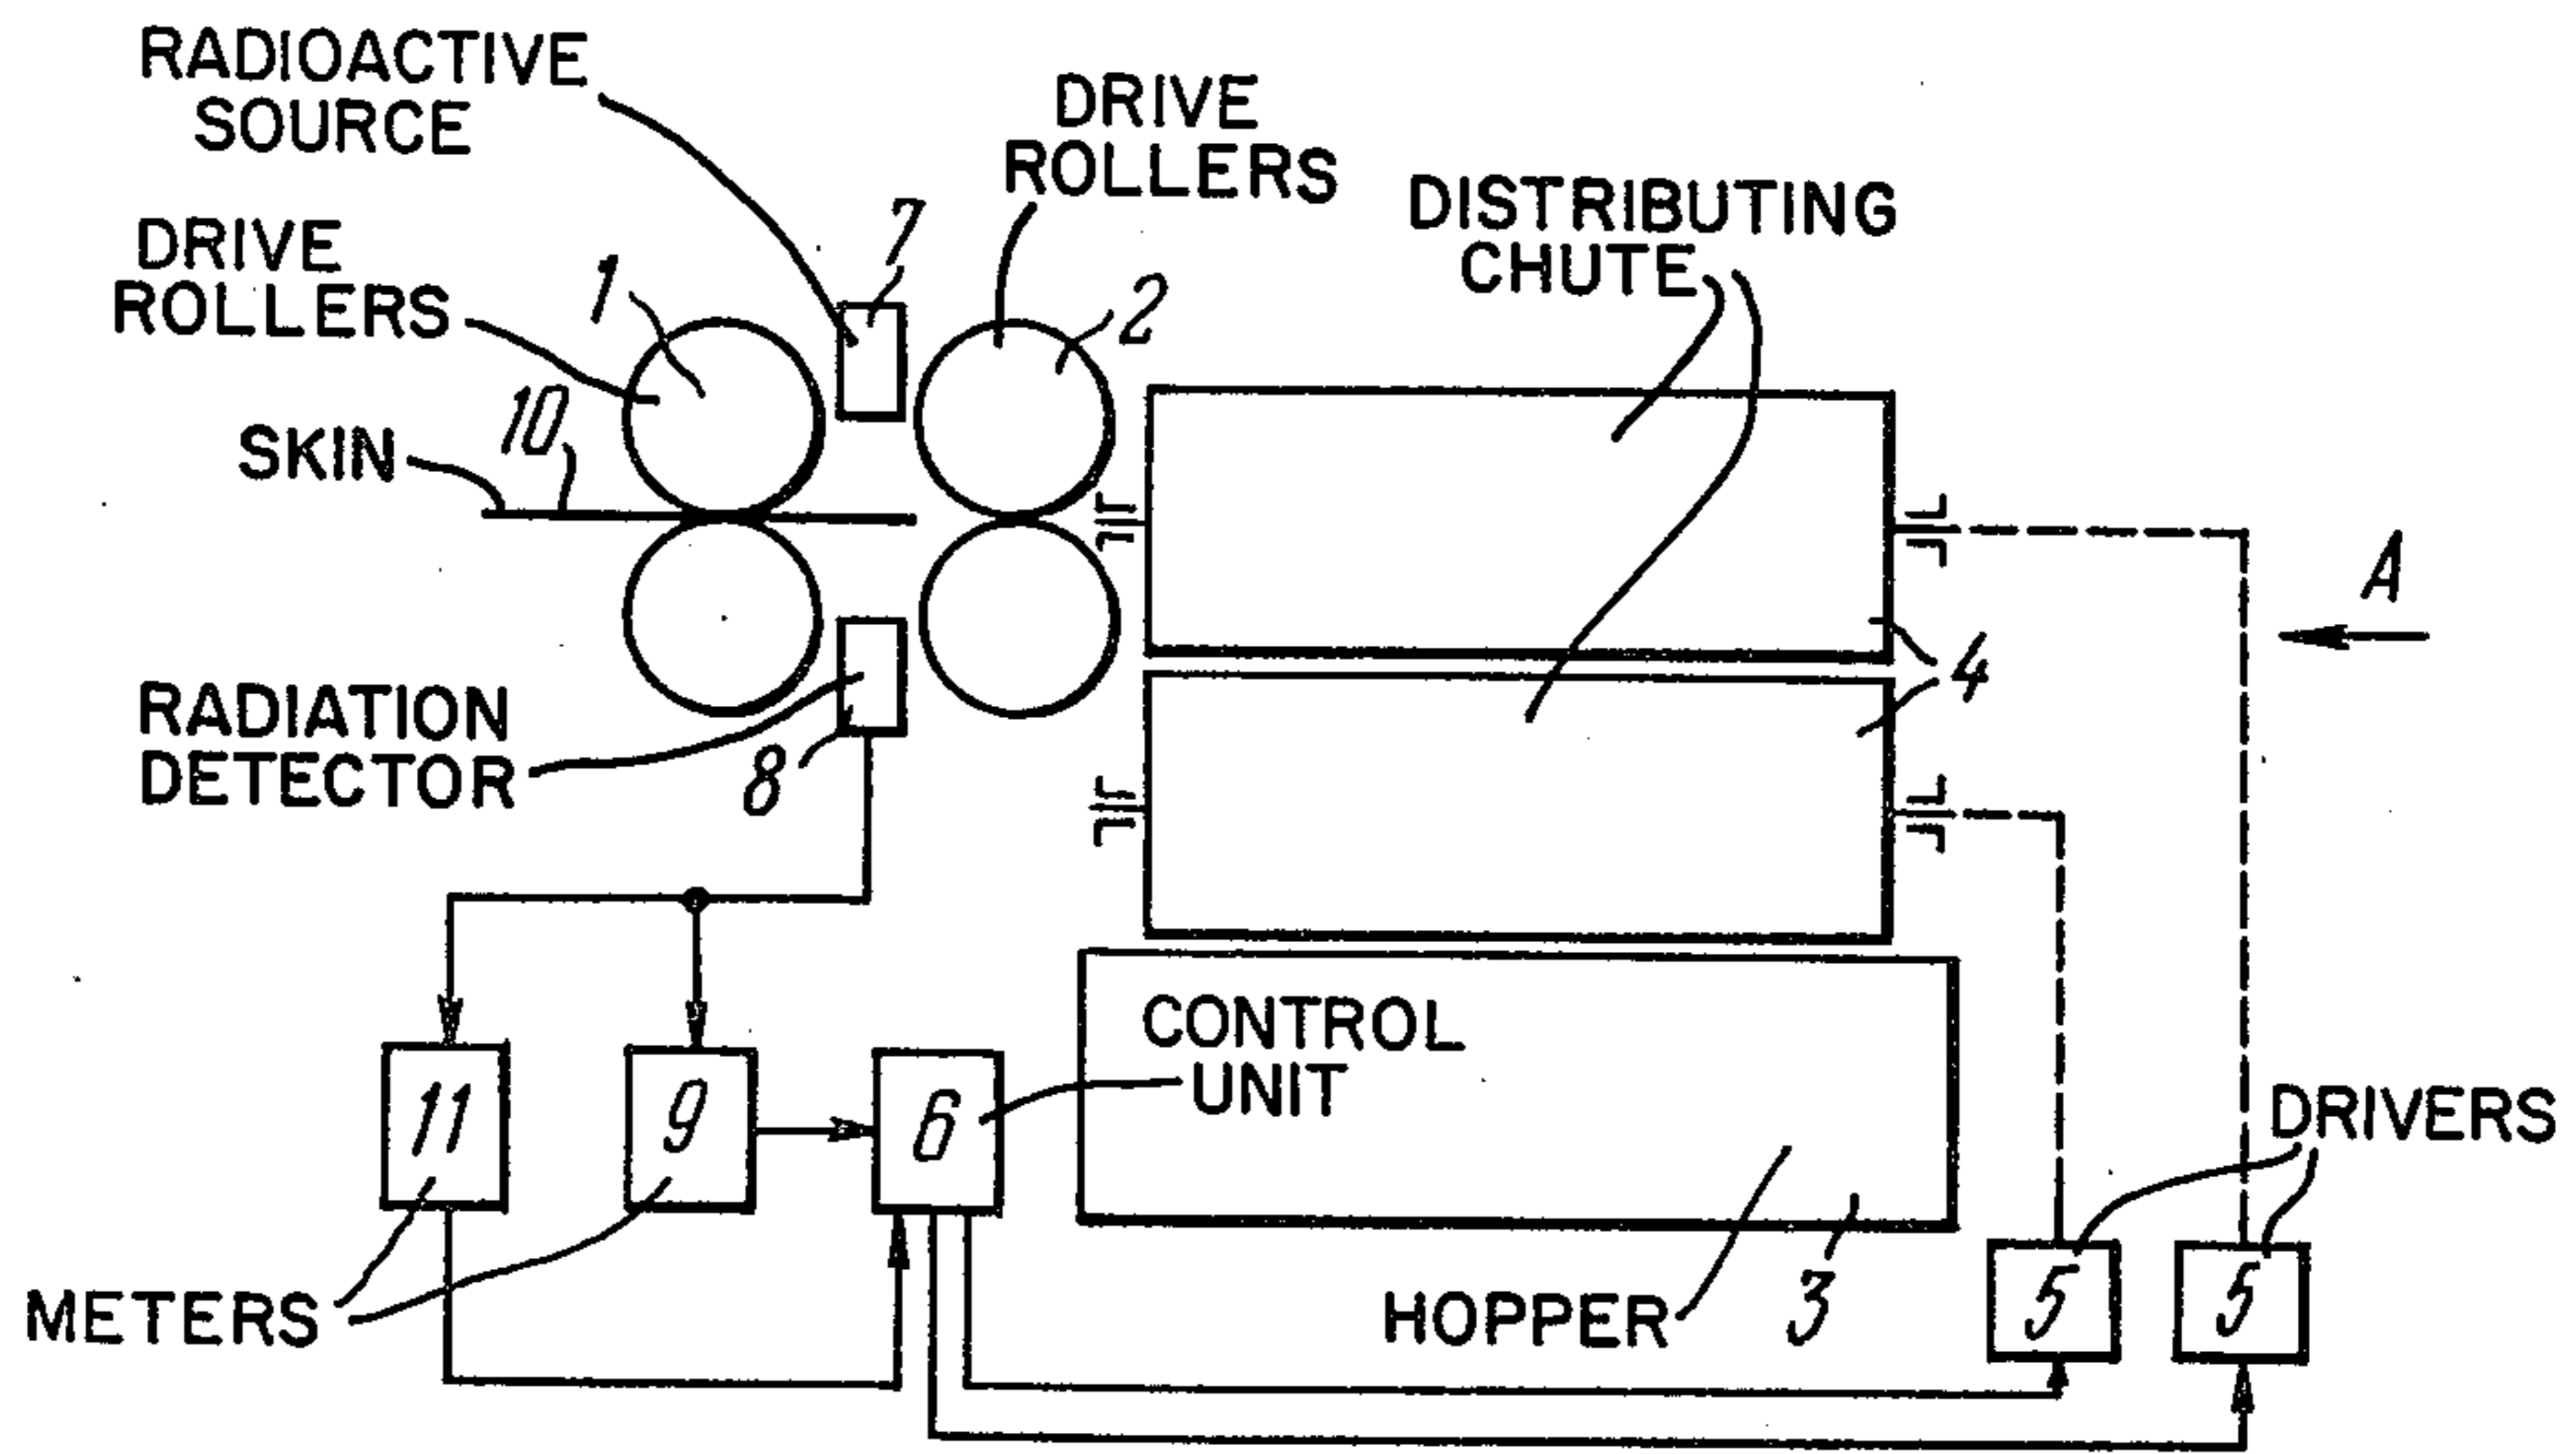 RADIOACTIVE
SOURCE
DRIVE
ROLLERS
DISTRIBUTING
CHUTE
7
DRIVE
ROLLERS
1
2
10
SKIN
A
4
RADIATION
DETECTOR
8
CONTROL
UNIT
11
9
6
DRIVERS
METERS
HOPPER
3
5
5